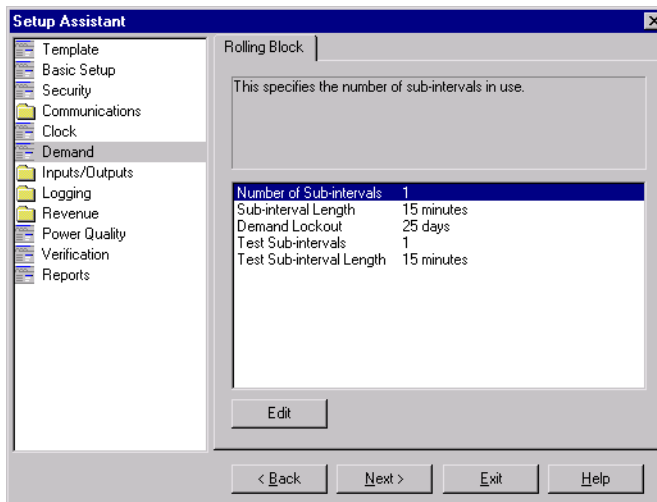 Setup Assistant
Template
Basic Setup
Security
Communications
Clock
Demand
Inputs/Outputs
Logging
Revenue
Power Quality
Verification
Reports
Rolling Block
This specifies the number of sub-intervals in use.
Number of Sub-intervals 1
Sub-interval Length 15 minutes
Demand Lockout 25 days
Test Sub-intervals 1
Test Sub-interval Length 15 minutes
Edit
< Back Next > Exit Help